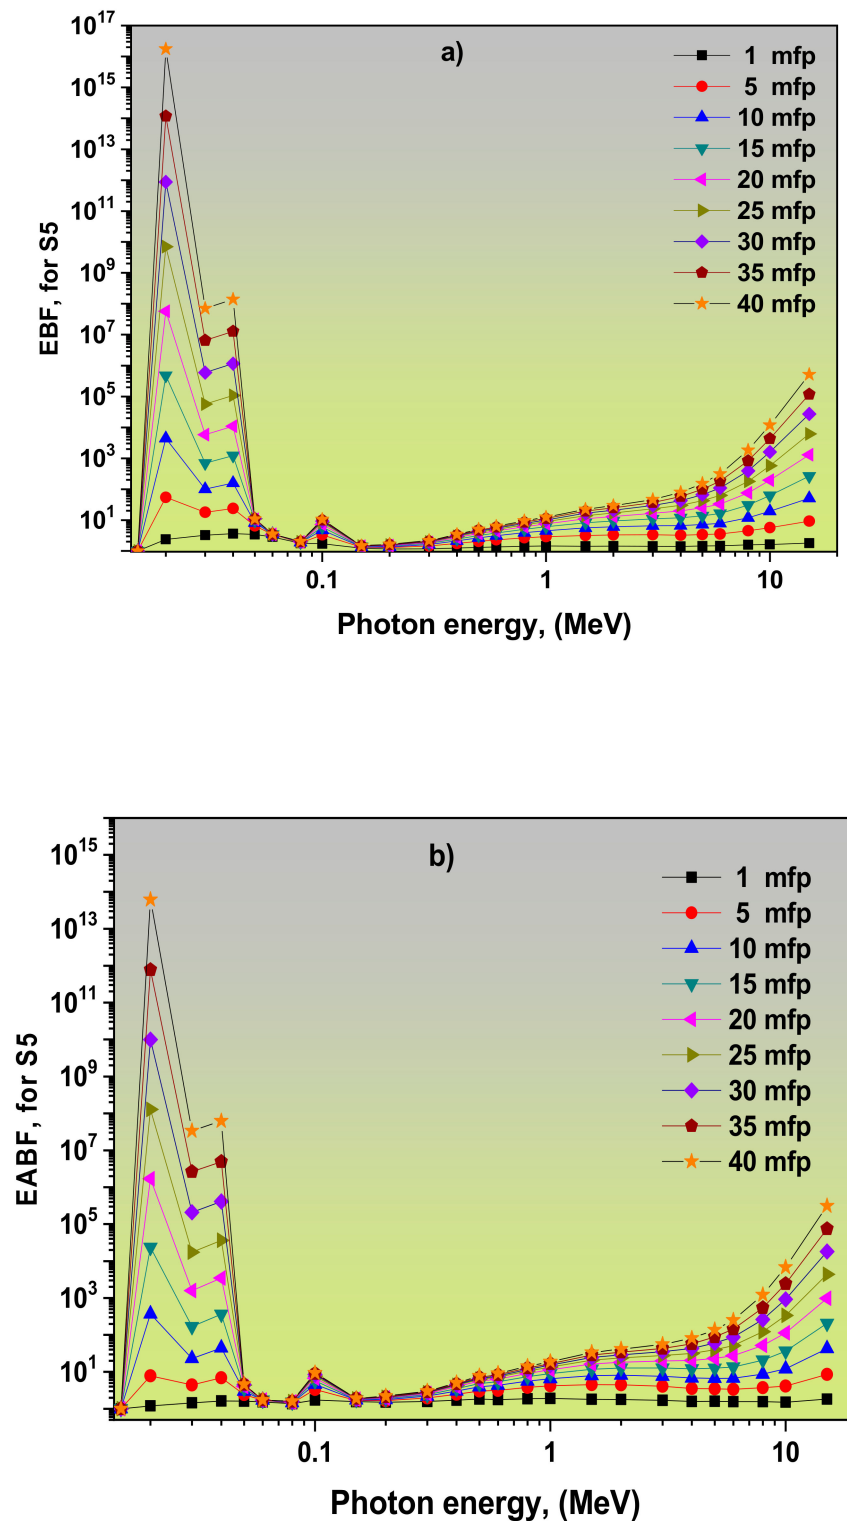 a)
10^17
10^15
10^13
10^11
10^9
10^7
10^5
10^3
10^1
EBF, for S5
1 mfp
5 mfp
10 mfp
15 mfp
20 mfp
25 mfp
30 mfp
35 mfp
40 mfp
0.1 1 10
Photon energy, (MeV)
b)
10^15
10^13
10^11
10^9
10^7
10^5
10^3
10^1
EABF, for S5
1 mfp
5 mfp
10 mfp
15 mfp
20 mfp
25 mfp
30 mfp
35 mfp
40 mfp
0.1 1 10
Photon energy, (MeV)